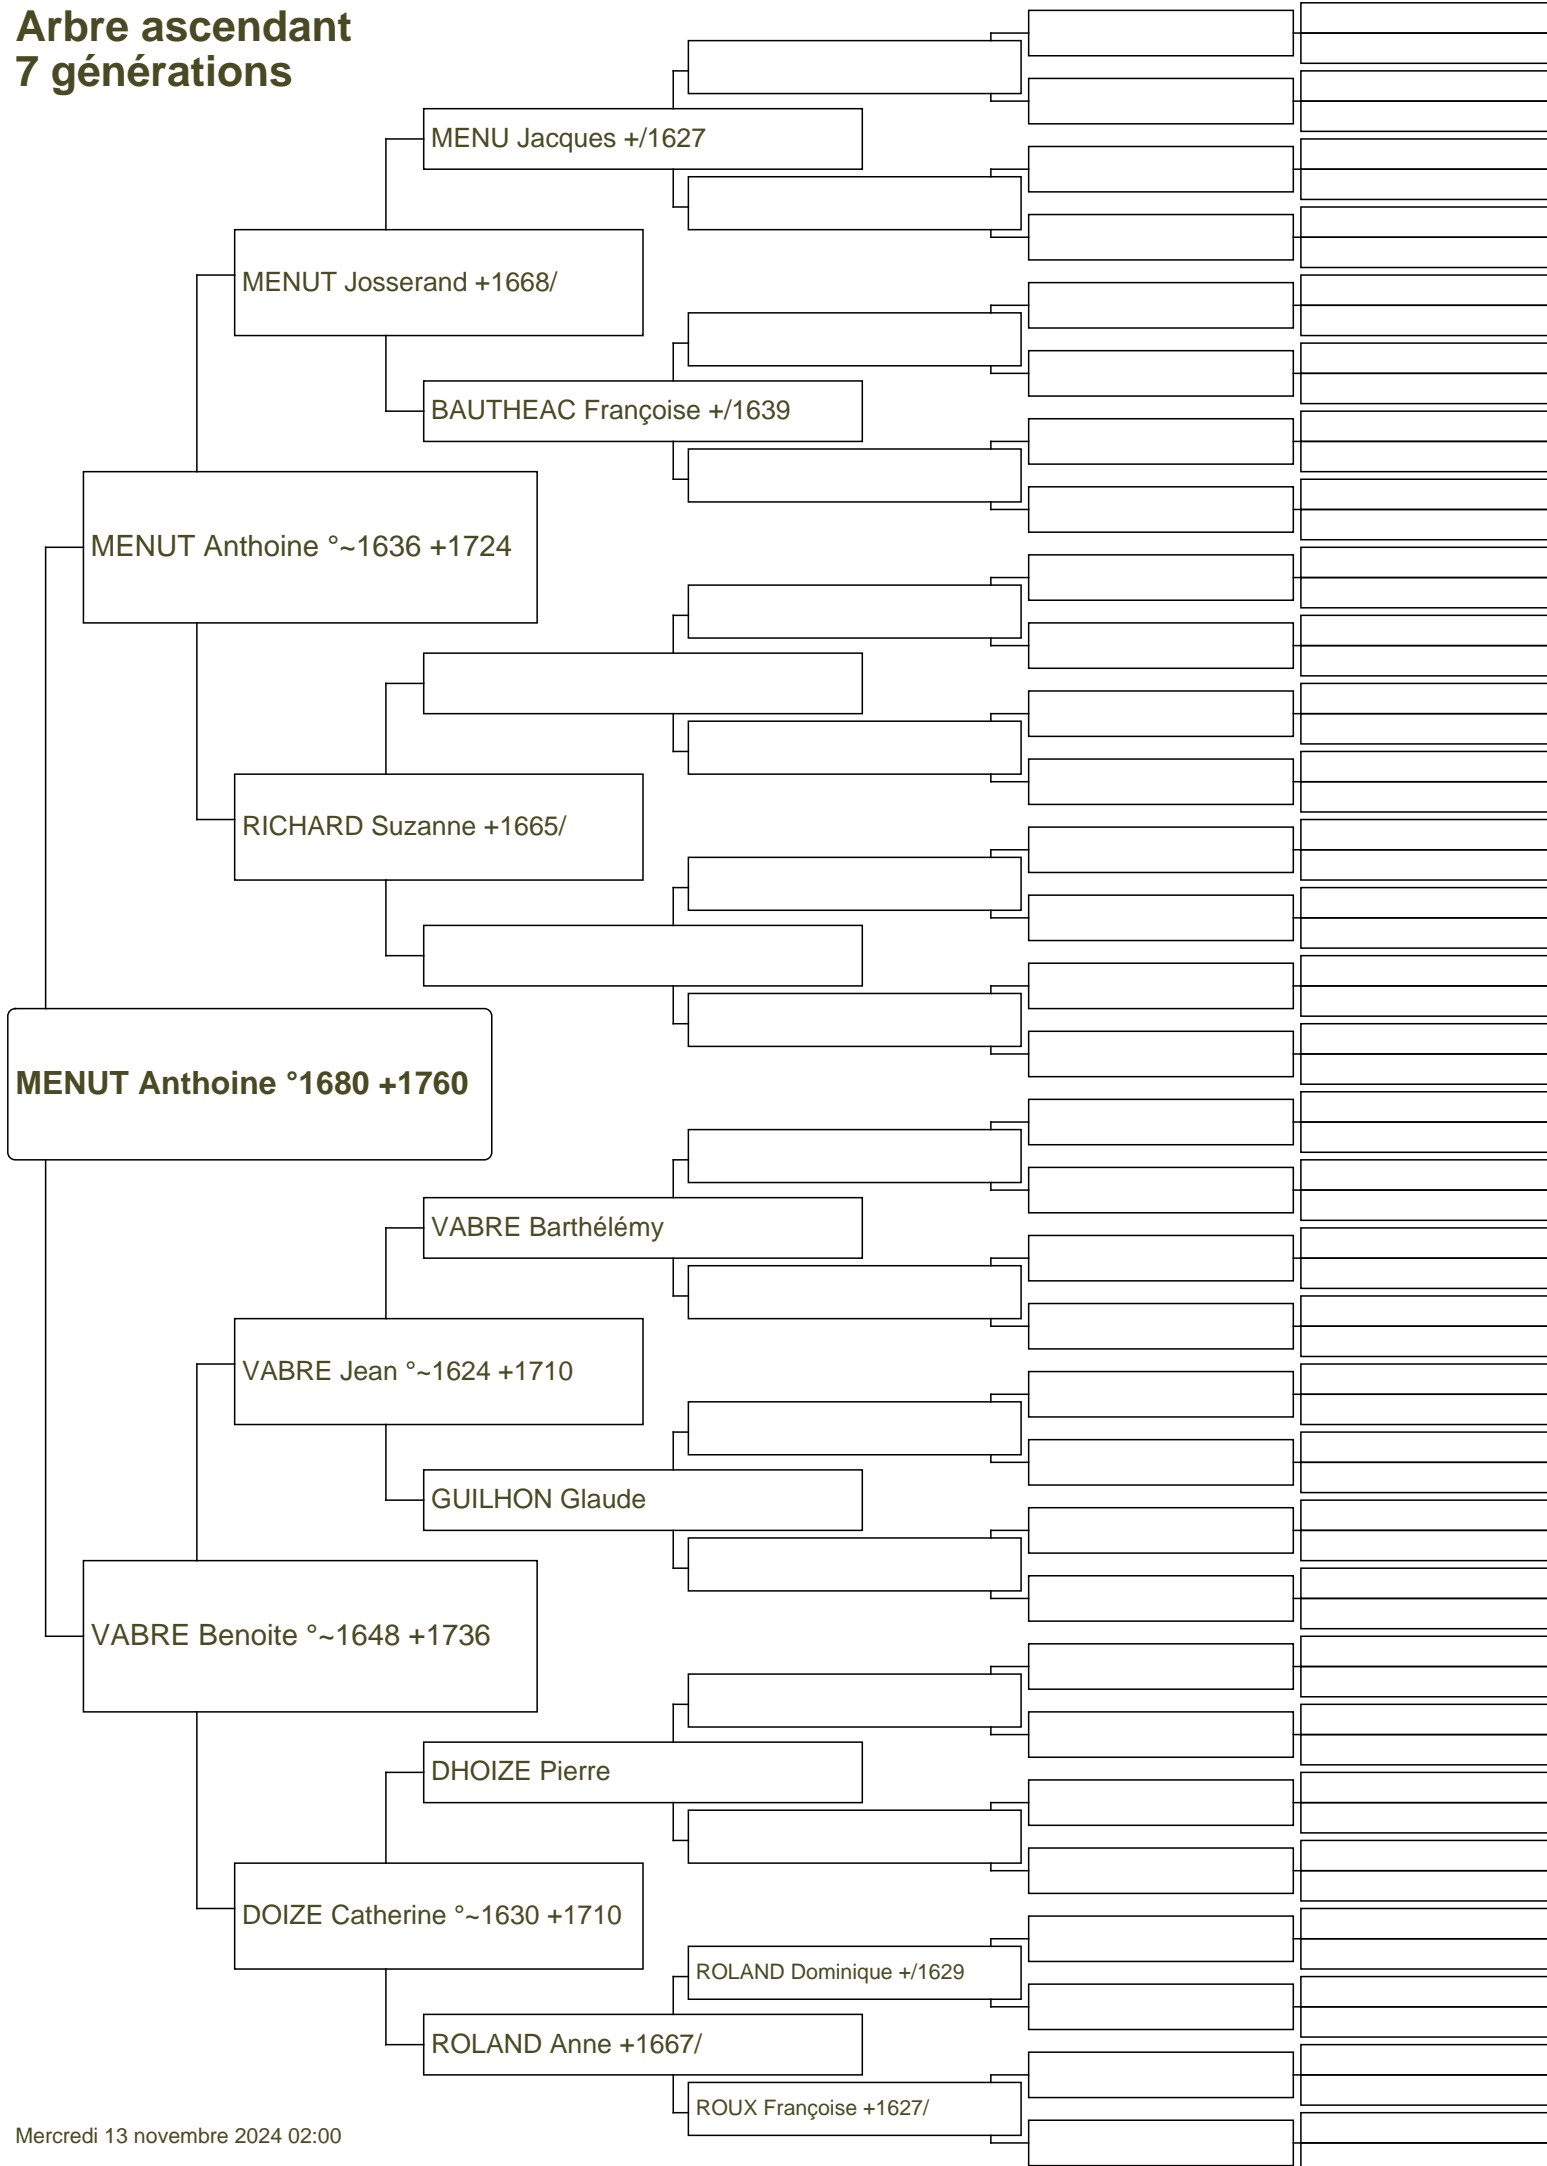 Arbre ascendant
7 générations
MENU Jacques +/1627
MENUT Josserand +1668/
BAUTHEAC Françoise +/1639
MENUT Anthoine °~1636 +1724
RICHARD Suzanne +1665/
MENUT Anthoine °1680 +1760
VABRE Barthélémy
VABRE Jean °~1624 +1710
GUILHON Glaude
VABRE Benoite °~1648 +1736
DHOIZE Pierre
DOIZE Catherine °~1630 +1710
ROLAND Dominique +/1629
ROLAND Anne +1667/
ROUX Françoise +1627/
Mercredi 13 novembre 2024 02:00